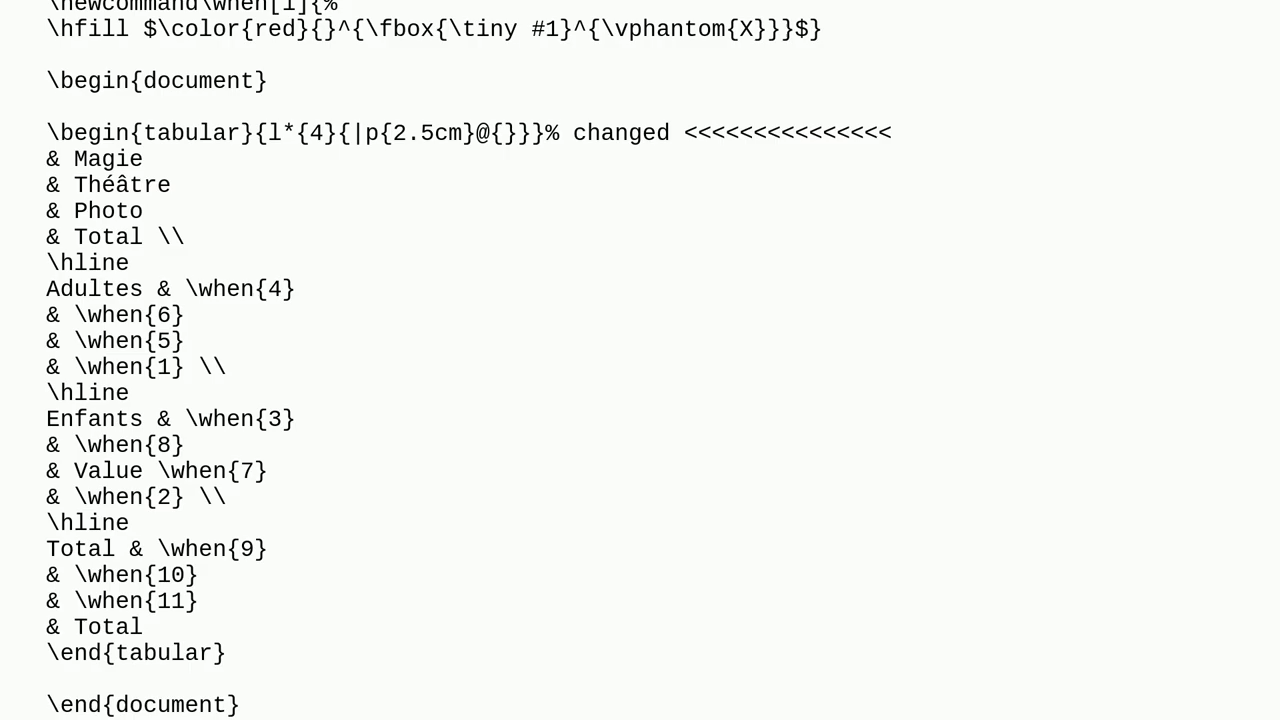 \newcommand\when[1]{%
\hfill $\color{red}{}^{\fbox{\tiny #1}^{\vphantom{X}}}$}
\begin{document}
\begin{tabular}{l*{4}{|p{2.5cm}@{}}}% changed <<<<<<<<<<<<<<<
& Magie
& Théâtre
& Photo
& Total \\
\hline
Adultes & \when{4}
& \when{6}
& \when{5}
& \when{1} \\
\hline
Enfants & \when{3}
& \when{8}
& Value \when{7}
& \when{2} \\
\hline
Total & \when{9}
& \when{10}
& \when{11}
& Total
\end{tabular}
\end{document}